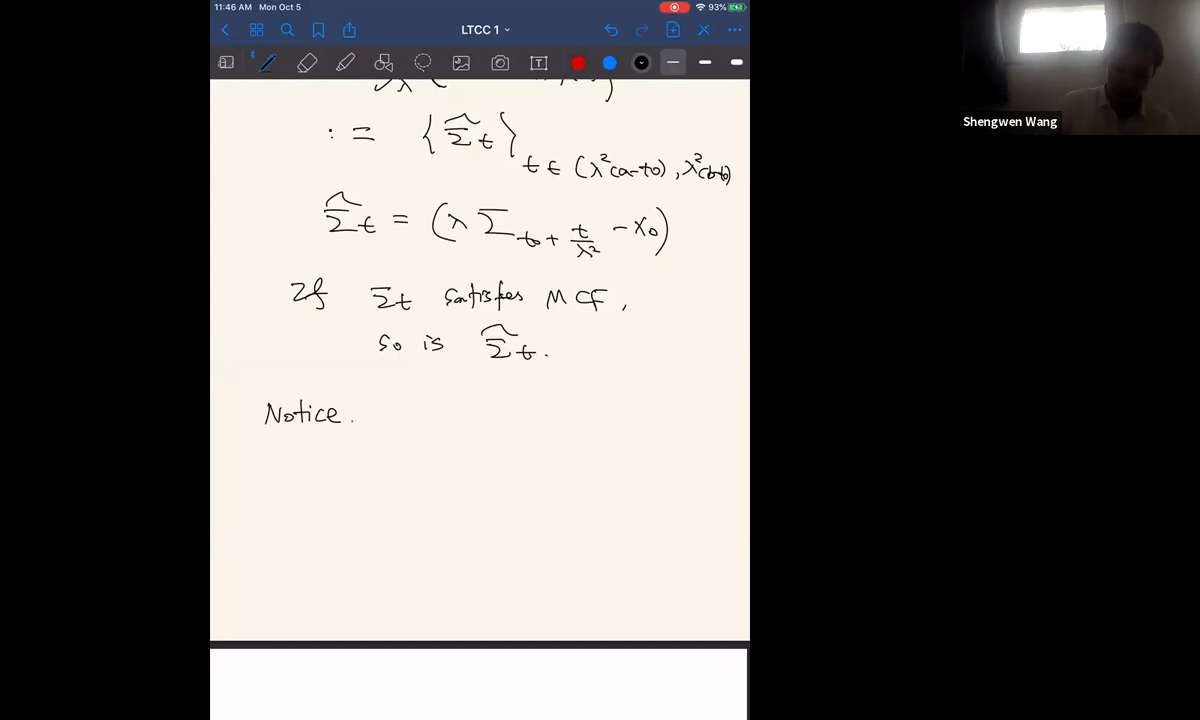 11:46 AM Mon Oct 5
93%
LTCC 1
:= {Σ̂t} t ∈ (λ²(a-t0), λ²(b-t0))
Σ̂t = (λ Σ t0 + t/λ² - x0)
If Σt satisfies MCF,
so is Σ̂t.
Notice.
Shengwen Wang